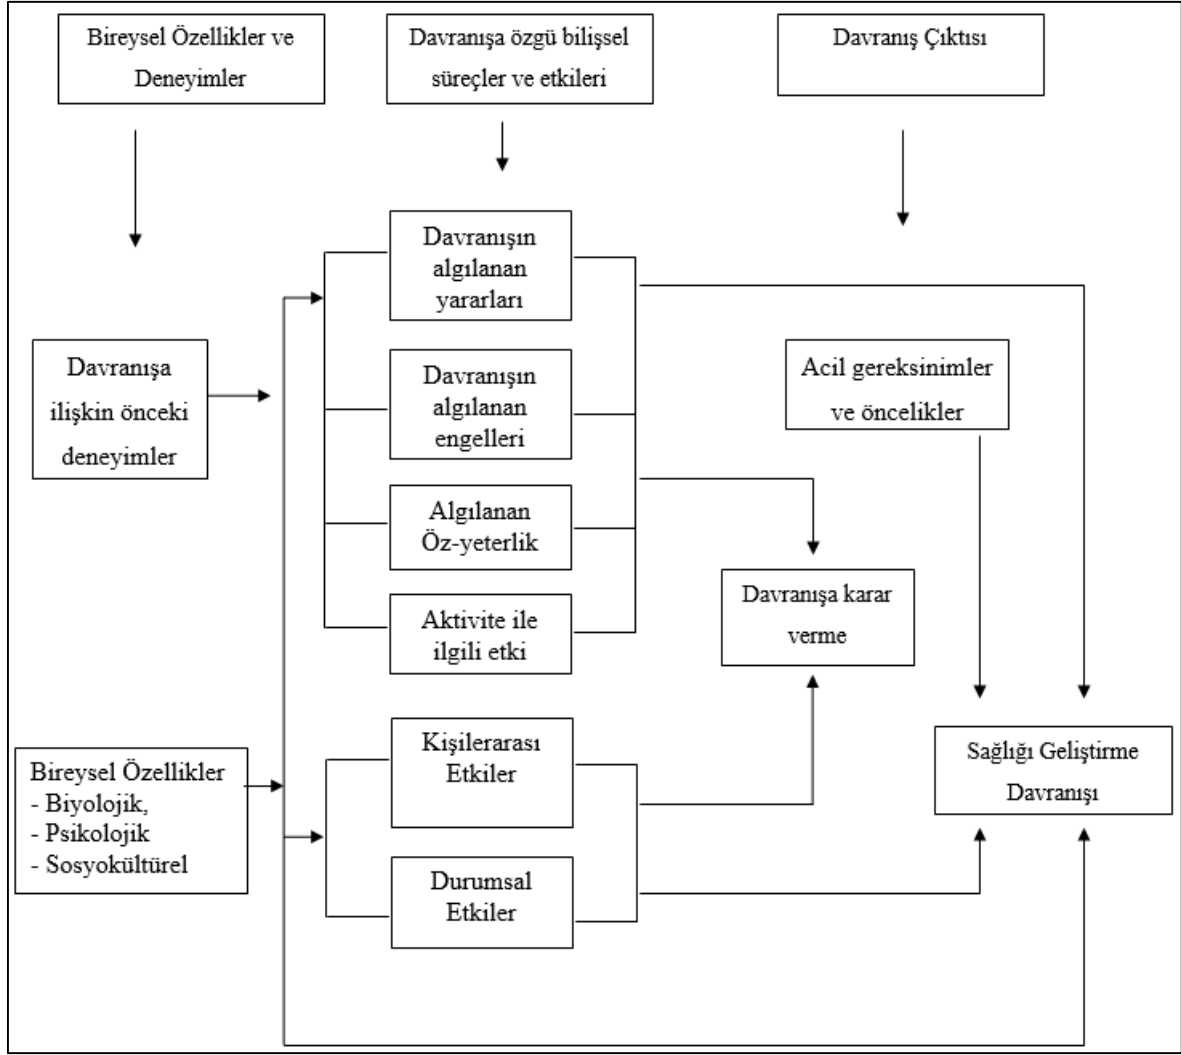 Bireysel Özellikler ve
Deneyimler
Davranışa özgü bilişsel
süreçler ve etkileri
Davranış Çıktısı
Davranışa
ilişkin önceki
deneyimler
Bireysel Özellikler
- Biyolojik,
- Psikolojik
- Sosyokültürel
Davranışın
algılanan
yararları
Davranışın
algılanan
engelleri
Algılanan
Öz-yeterlik
Aktivite ile
ilgili etki
Kişilerarası
Etkiler
Durumsal
Etkiler
Acil gereksinimler
ve öncelikler
Davranışa karar
verme
Sağlığı Geliştirme
Davranışı